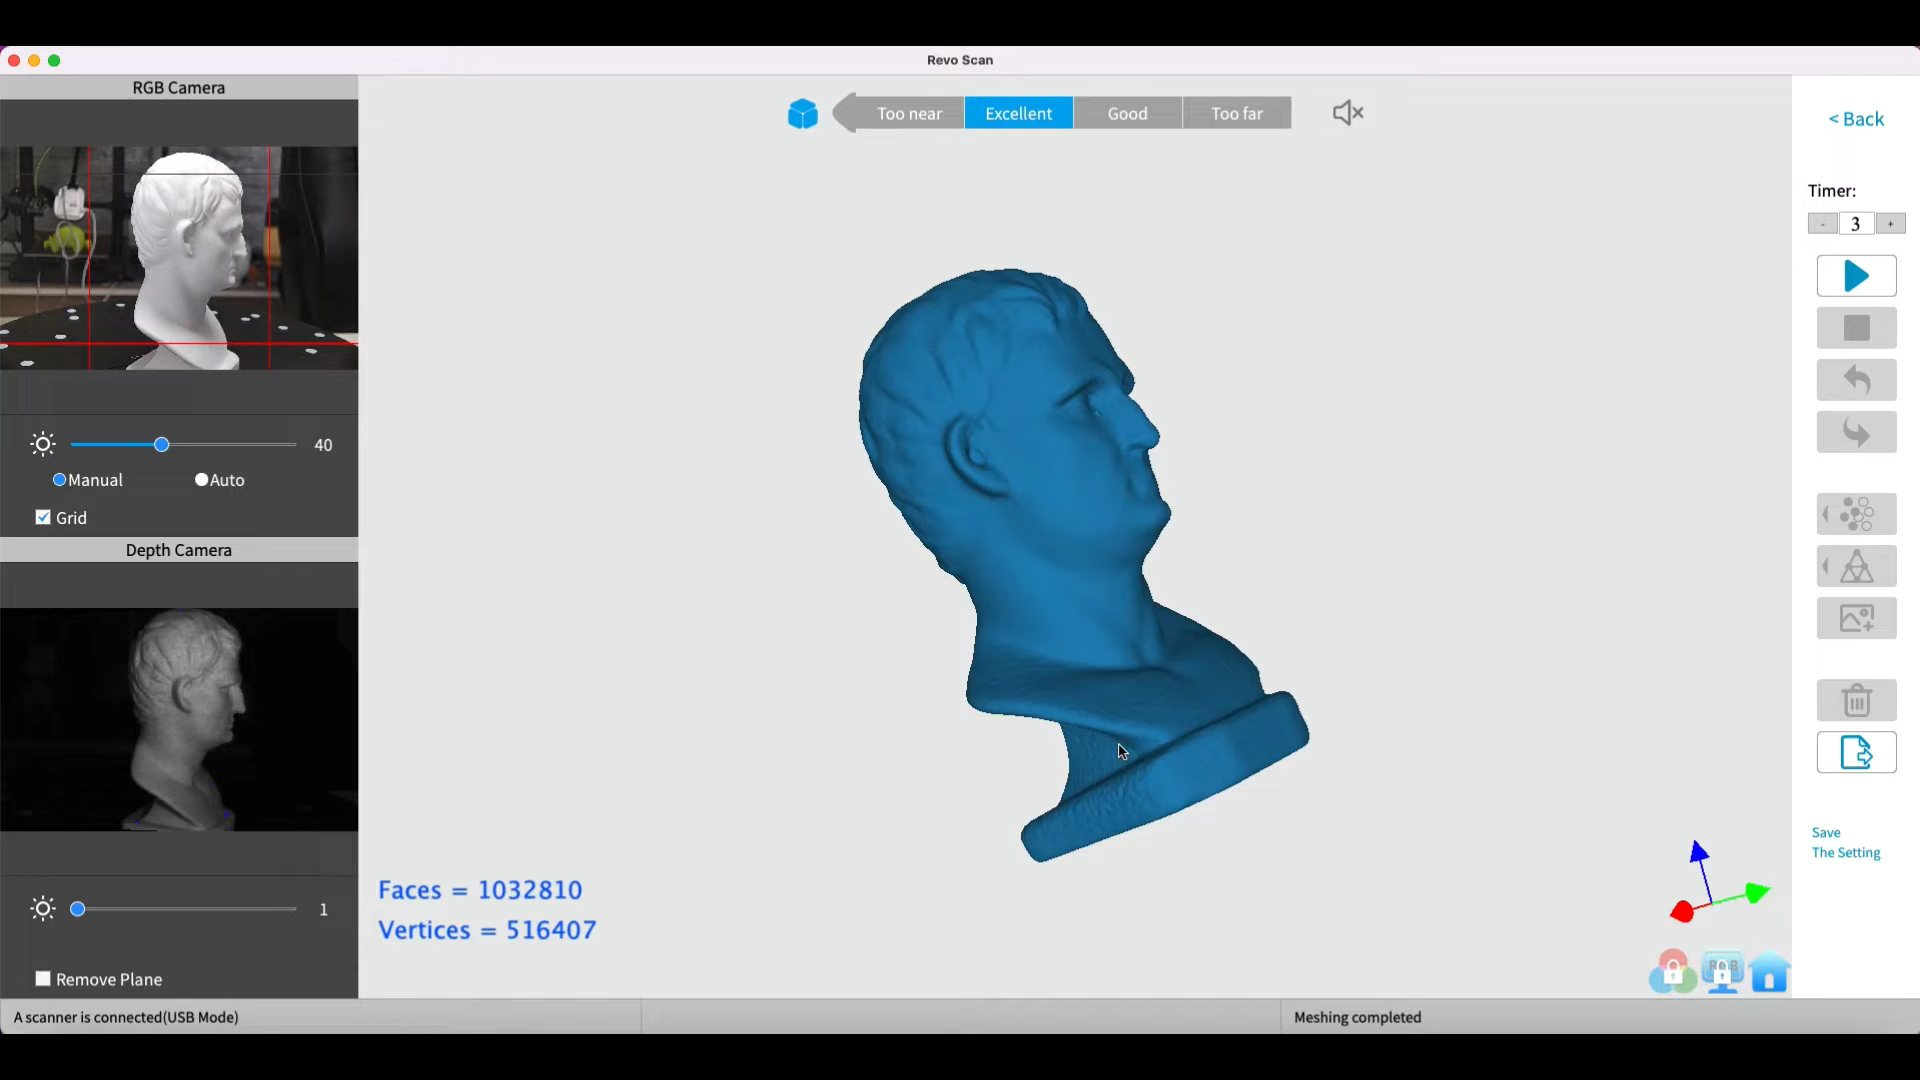 Revo Scan
RGB Camera
Too near
Excellent
Good
Too far
< Back
Timer:
- 3 +
40
Manual
Auto
Grid
Depth Camera
Faces = 1032810
Vertices = 516407
1
Remove Plane
Save
The Setting
RGB
A scanner is connected(USB Mode)
Meshing completed